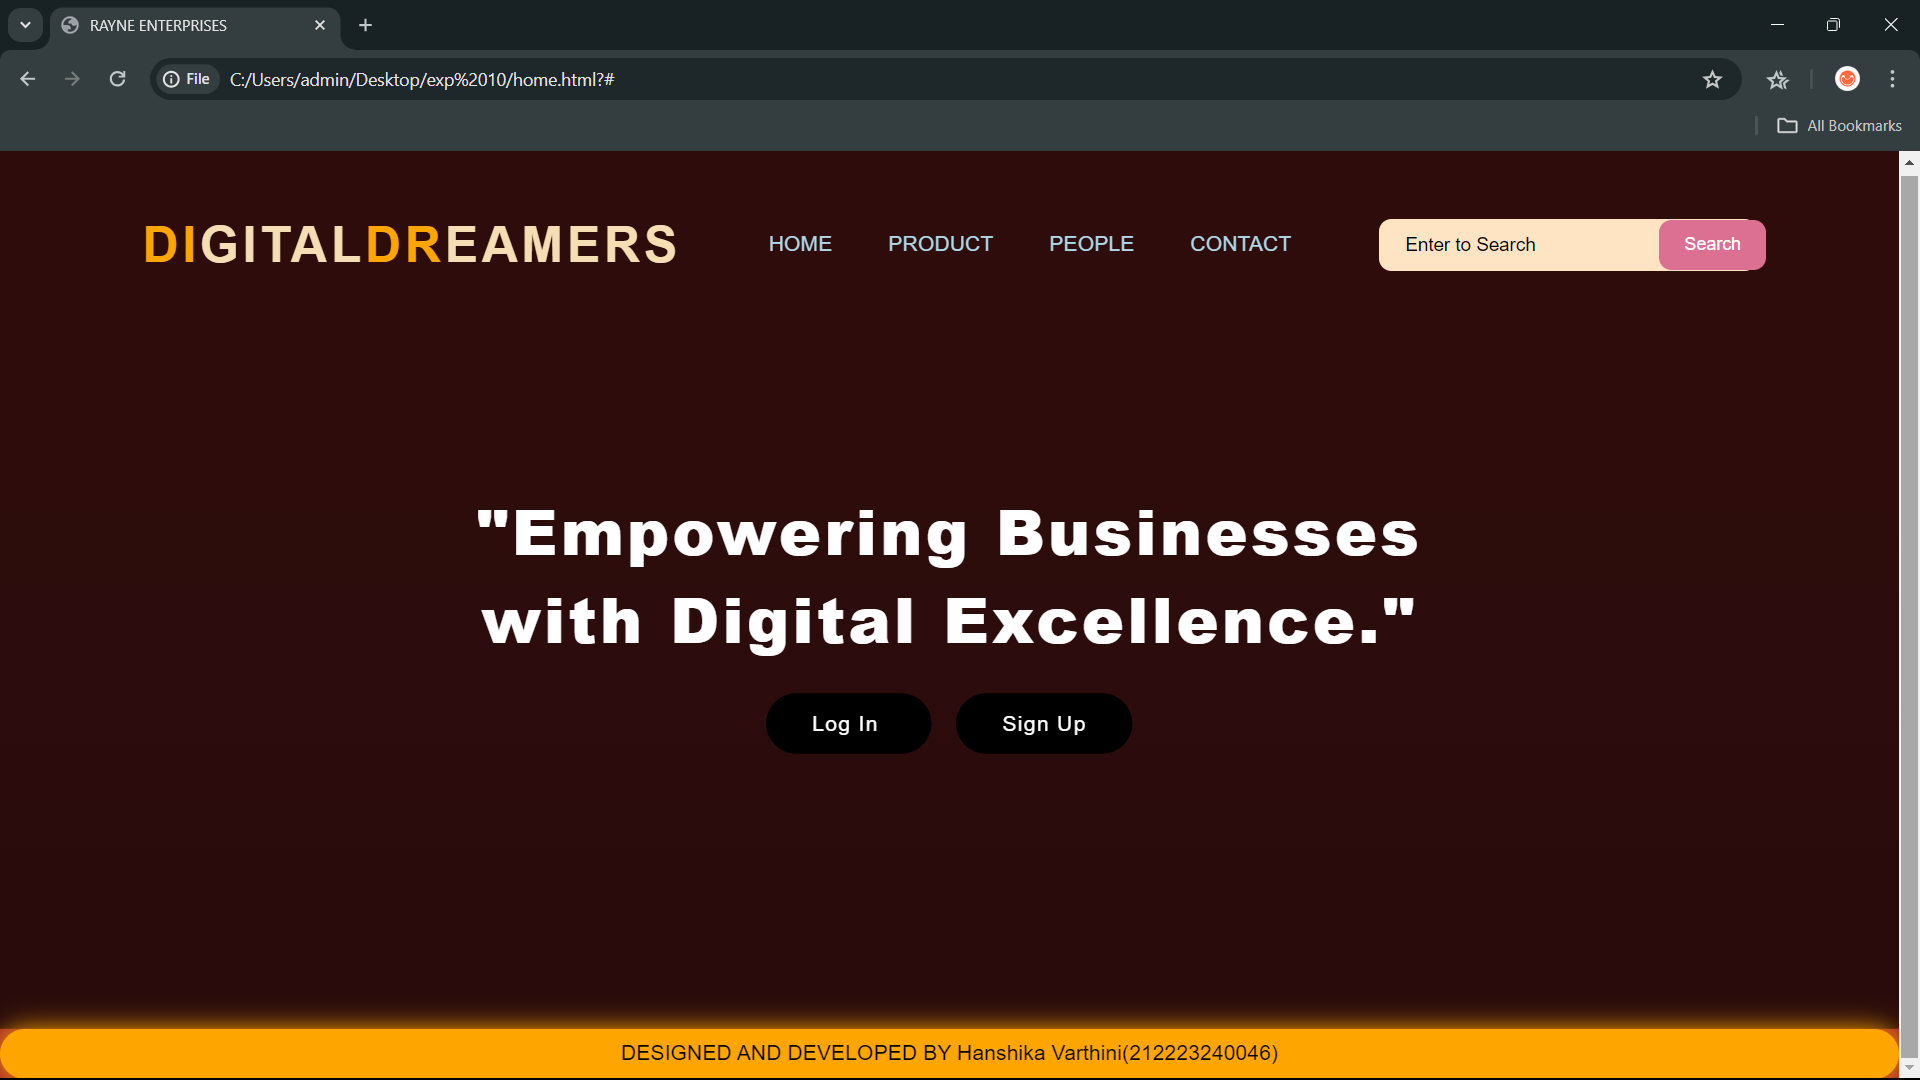 RAYNE ENTERPRISES
File C:/Users/admin/Desktop/exp%2010/home.html?#
All Bookmarks
DIGITALDREAMERS HOME PRODUCT PEOPLE CONTACT Enter to Search Search
"Empowering Businesses
with Digital Excellence."
Log In Sign Up
DESIGNED AND DEVELOPED BY Hanshika Varthini(212223240046)